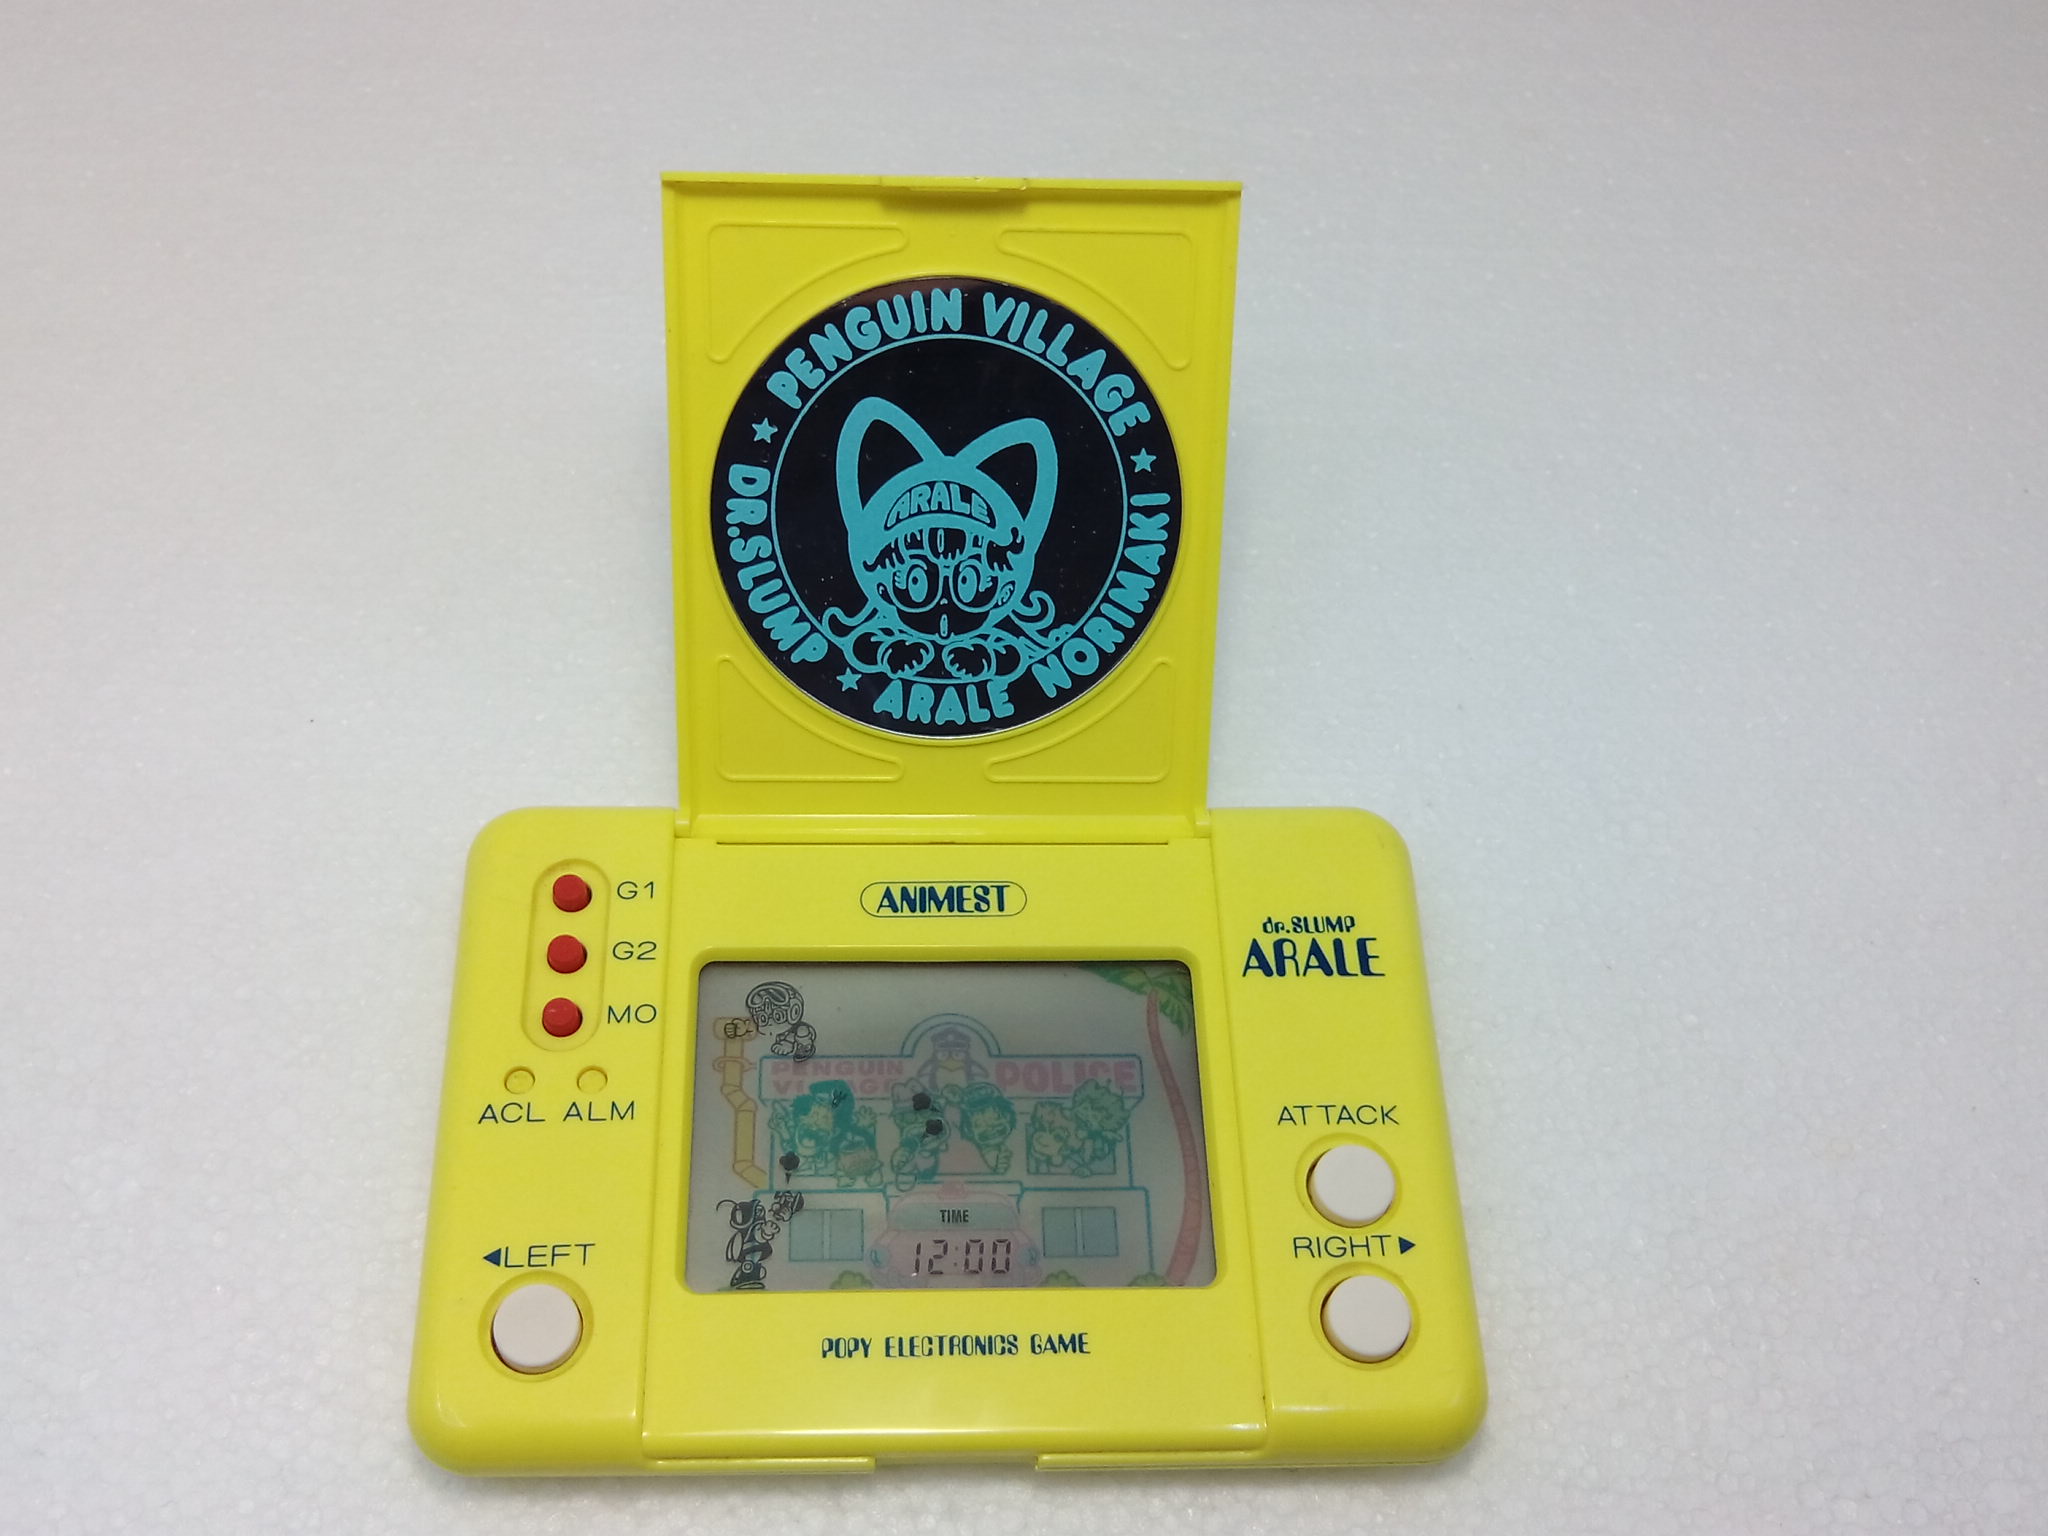 PENGUIN VILLAGE
ARALE
DR.SLUMP
ARALE NORIMAKI
G1
ANIMEST
dr.SLUMP
ARALE
G2
MO
PENGUIN
VILLAGE
POLICE
ACL ALM
ATTACK
TIME
12:00
◀LEFT
RIGHT▶
POPY ELECTRONICS GAME